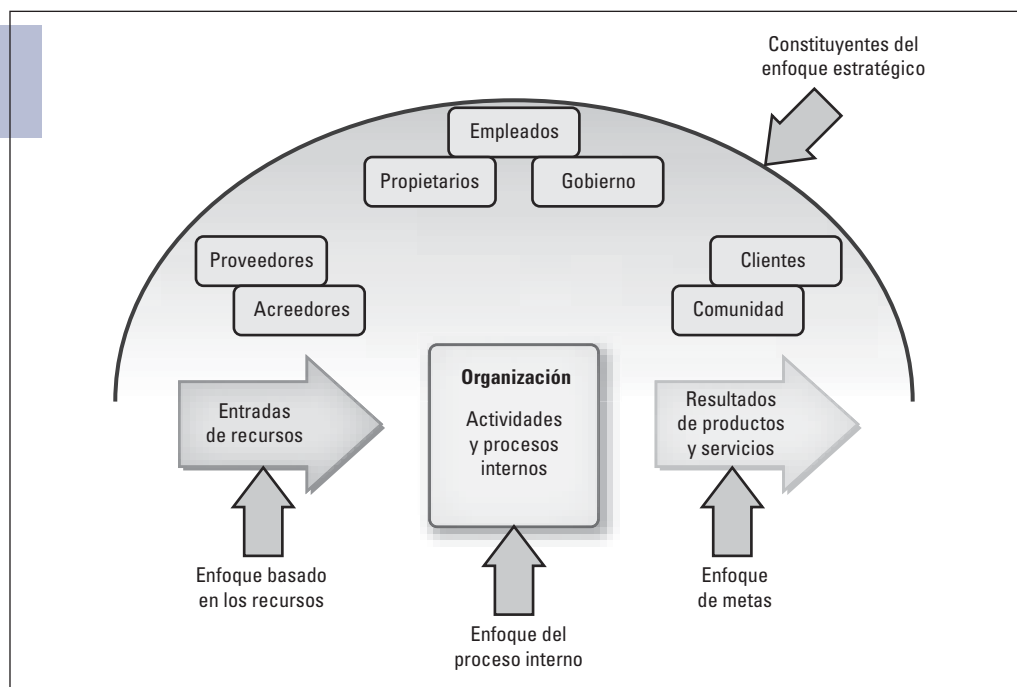 Constituyentes del
enfoque estratégico
Empleados
Propietarios
Gobierno
Proveedores
Acreedores
Clientes
Comunidad
Entradas
de recursos
Organización
Actividades
y procesos
internos
Resultados
de productos
y servicios
Enfoque basado
en los recursos
Enfoque del
proceso interno
Enfoque
de metas